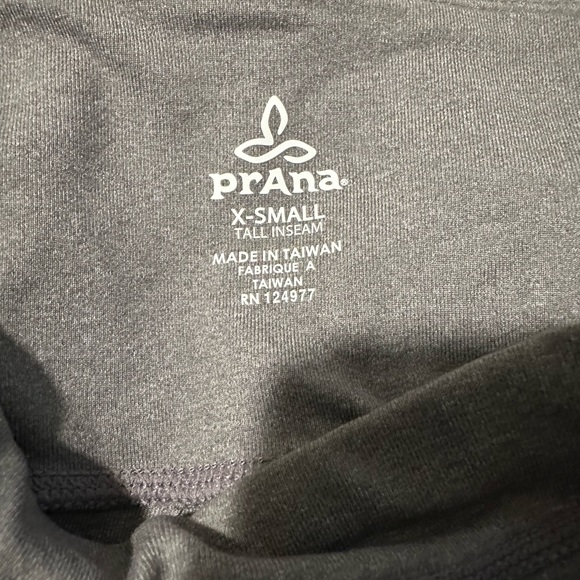 prAna®
X-SMALL
TALL INSEAM
MADE IN TAIWAN
FABRIQUE A
TAIWAN
RN 124977